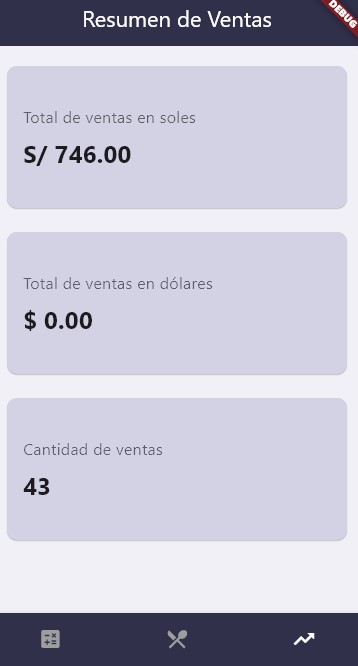 Resumen de Ventas
DEBUG
Total de ventas en soles
S/ 746.00
Total de ventas en dólares
$ 0.00
Cantidad de ventas
43